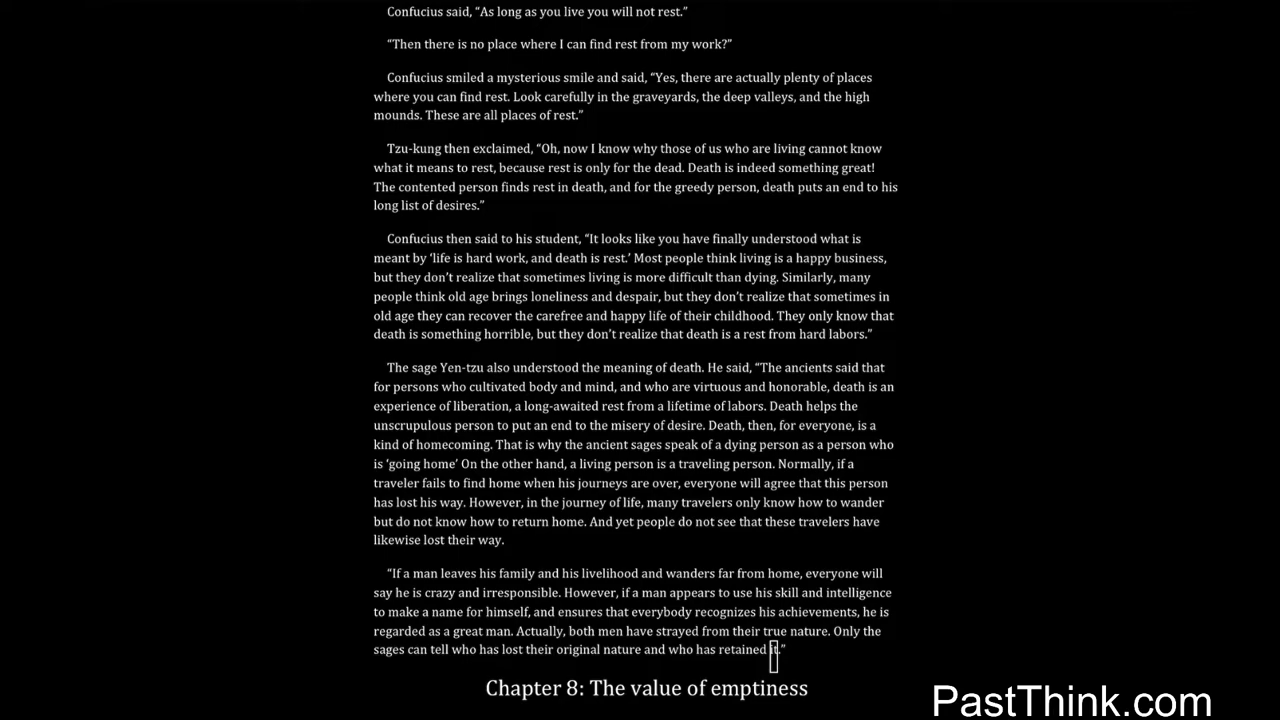 Confucius said, “As long as you live you will not rest.”
“Then there is no place where I can find rest from my work?”
Confucius smiled a mysterious smile and said, “Yes, there are actually plenty of places
where you can find rest. Look carefully in the graveyards, the deep valleys, and the high
mounds. These are all places of rest.”
Tzu-kung then exclaimed, “Oh, now I know why those of us who are living cannot know
what it means to rest, because rest is only for the dead. Death is indeed something great!
The contented person finds rest in death, and for the greedy person, death puts an end to his
long list of desires.”
Confucius then said to his student, “It looks like you have finally understood what is
meant by ‘life is hard work, and death is rest.’ Most people think living is a happy business,
but they don’t realize that sometimes living is more difficult than dying. Similarly, many
people think old age brings loneliness and despair, but they don’t realize that sometimes in
old age they can recover the carefree and happy life of their childhood. They only know that
death is something horrible, but they don’t realize that death is a rest from hard labors.”
The sage Yen-tzu also understood the meaning of death. He said, “The ancients said that
for persons who cultivated body and mind, and who are virtuous and honorable, death is an
experience of liberation, a long-awaited rest from a lifetime of labors. Death helps the
unscrupulous person to put an end to the misery of desire. Death, then, for everyone, is a
kind of homecoming. That is why the ancient sages speak of a dying person as a person who
is ‘going home’ On the other hand, a living person is a traveling person. Normally, if a
traveler fails to find home when his journeys are over, everyone will agree that this person
has lost his way. However, in the journey of life, many travelers only know how to wander
but do not know how to return home. And yet people do not see that these travelers have
likewise lost their way.
“If a man leaves his family and his livelihood and wanders far from home, everyone will
say he is crazy and irresponsible. However, if a man appears to use his skill and intelligence
to make a name for himself, and ensures that everybody recognizes his achievements, he is
regarded as a great man. Actually, both men have strayed from their true nature. Only the
sages can tell who has lost their original nature and who has retained it.”
Chapter 8: The value of emptiness
PastThink.com